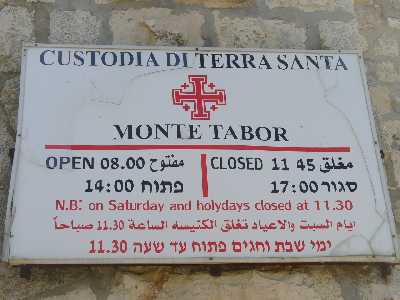 CUSTODIA DI TERRA SANTA
MONTE TABOR
OPEN 08.00 مفتوح CLOSED 11 45 مغلق
14:00 פתוח 17:00 סגור
N.B: on Saturday and holydays closed at 11.30
ايام السبت والاعياد تغلق الكنيسه الساعة 11.30 صباحاً
ימי שבת וחגים פתוח עד שעה 11.30